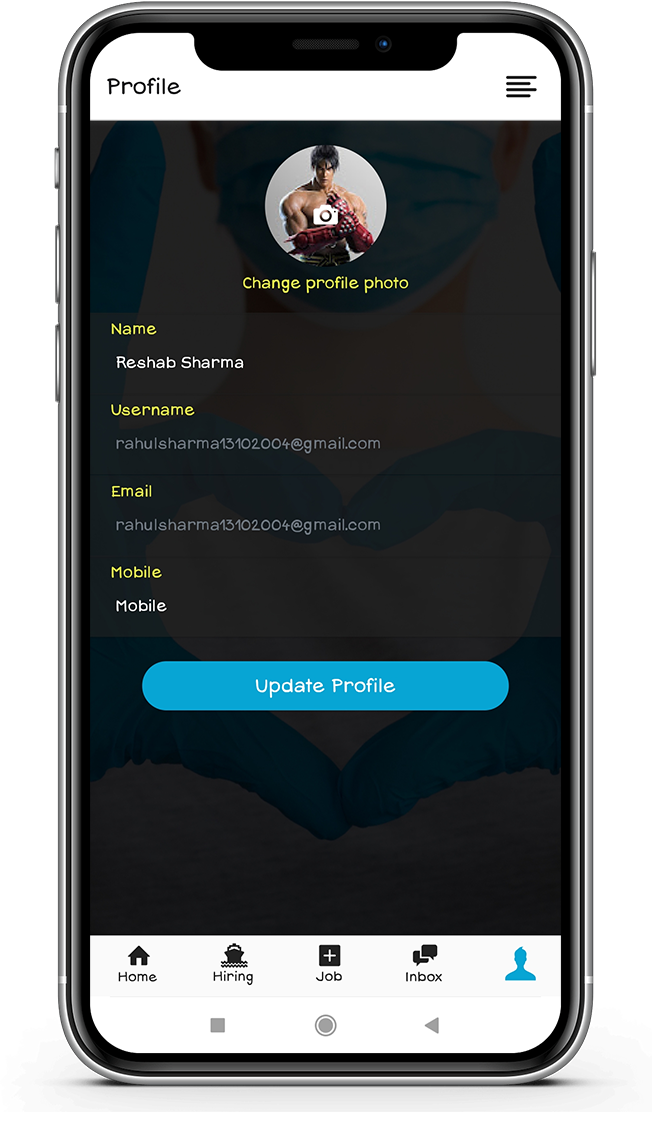 Profile
Change profile photo
Name
Reshab Sharma
Username
rahulsharma13102004@gmail.com
Email
rahulsharma13102004@gmail.com
Mobile
Mobile
Update Profile
Home
Hiring
Job
Inbox